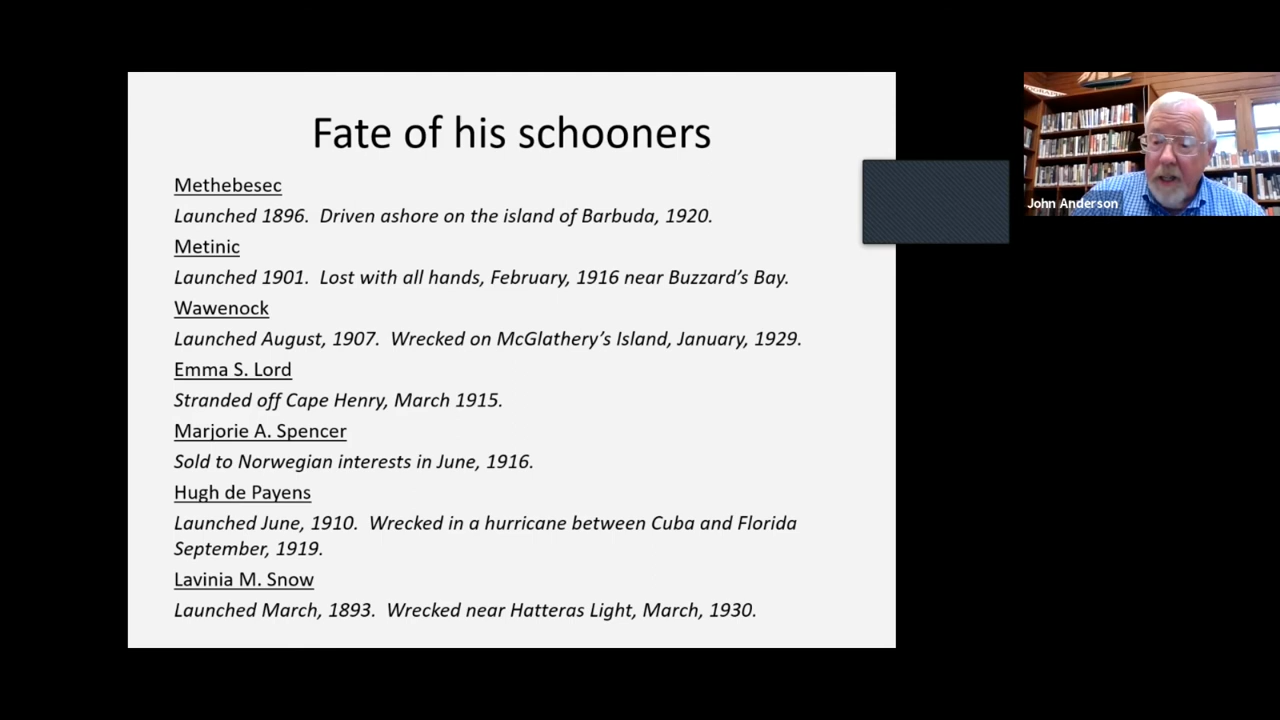 Fate of his schooners
Methebesec
Launched 1896.  Driven ashore on the island of Barbuda, 1920.
Metinic
Launched 1901.  Lost with all hands, February, 1916 near Buzzard’s Bay.
Wawenock
Launched August, 1907.  Wrecked on McGlathery’s Island, January, 1929.
Emma S. Lord
Stranded off Cape Henry, March 1915.
Marjorie A. Spencer
Sold to Norwegian interests in June, 1916.
Hugh de Payens
Launched June, 1910.  Wrecked in a hurricane between Cuba and Florida
September, 1919.
Lavinia M. Snow
Launched March, 1893.  Wrecked near Hatteras Light, March, 1930.
John Anderson